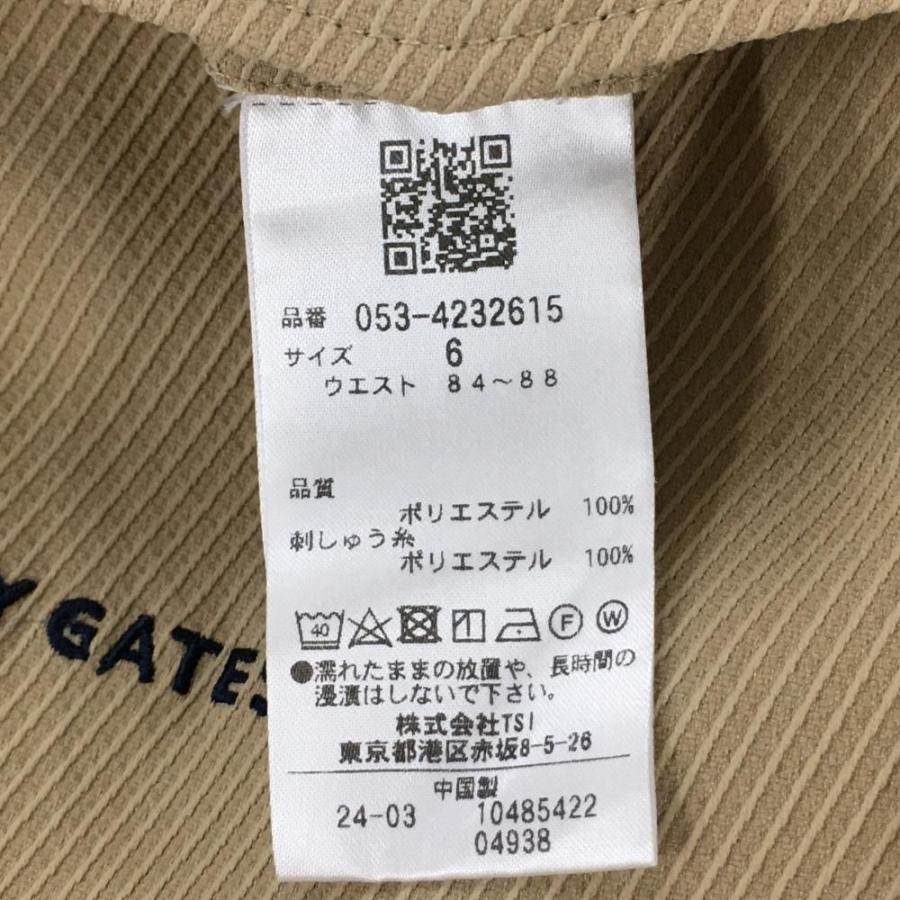 品番 053-4232615
サイズ 6
ウエスト 84～88
品質
ポリエステル 100%
刺しゅう糸
ポリエステル 100%
40 F W
●濡れたままの放置や、長時間の
浸漬はしないで下さい。
株式会社TSI
東京都港区赤坂8-5-26
中国製
24-03 10485422
04938
Y GATES